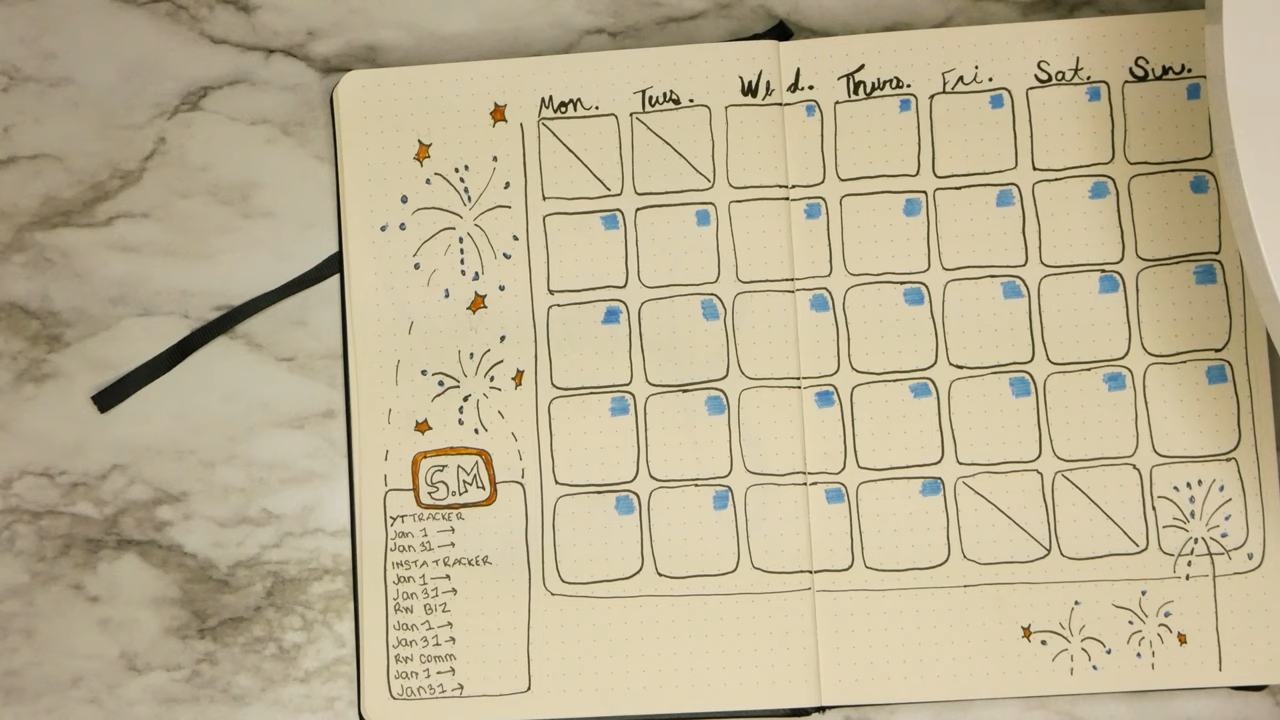 Mon. Tues. Wed. Thurs. Fri. Sat. Sun.
S.M
YT TRACKER
Jan 1 →
Jan 31 →
INSTA TRACKER
Jan 1 →
Jan 31 →
RW BIZ
Jan 1 →
Jan 31 →
RW comm
Jan 1 →
Jan 31 →